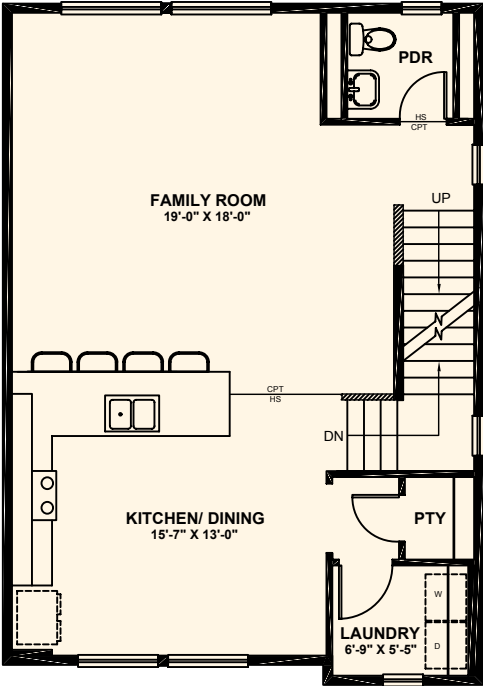 PDR
HS
CPT
UP
FAMILY ROOM
19'-0" X 18'-0"
CPT
HS
DN
KITCHEN/ DINING
15'-7" X 13'-0"
PTY
W
LAUNDRY
6'-9" X 5'-5"
D